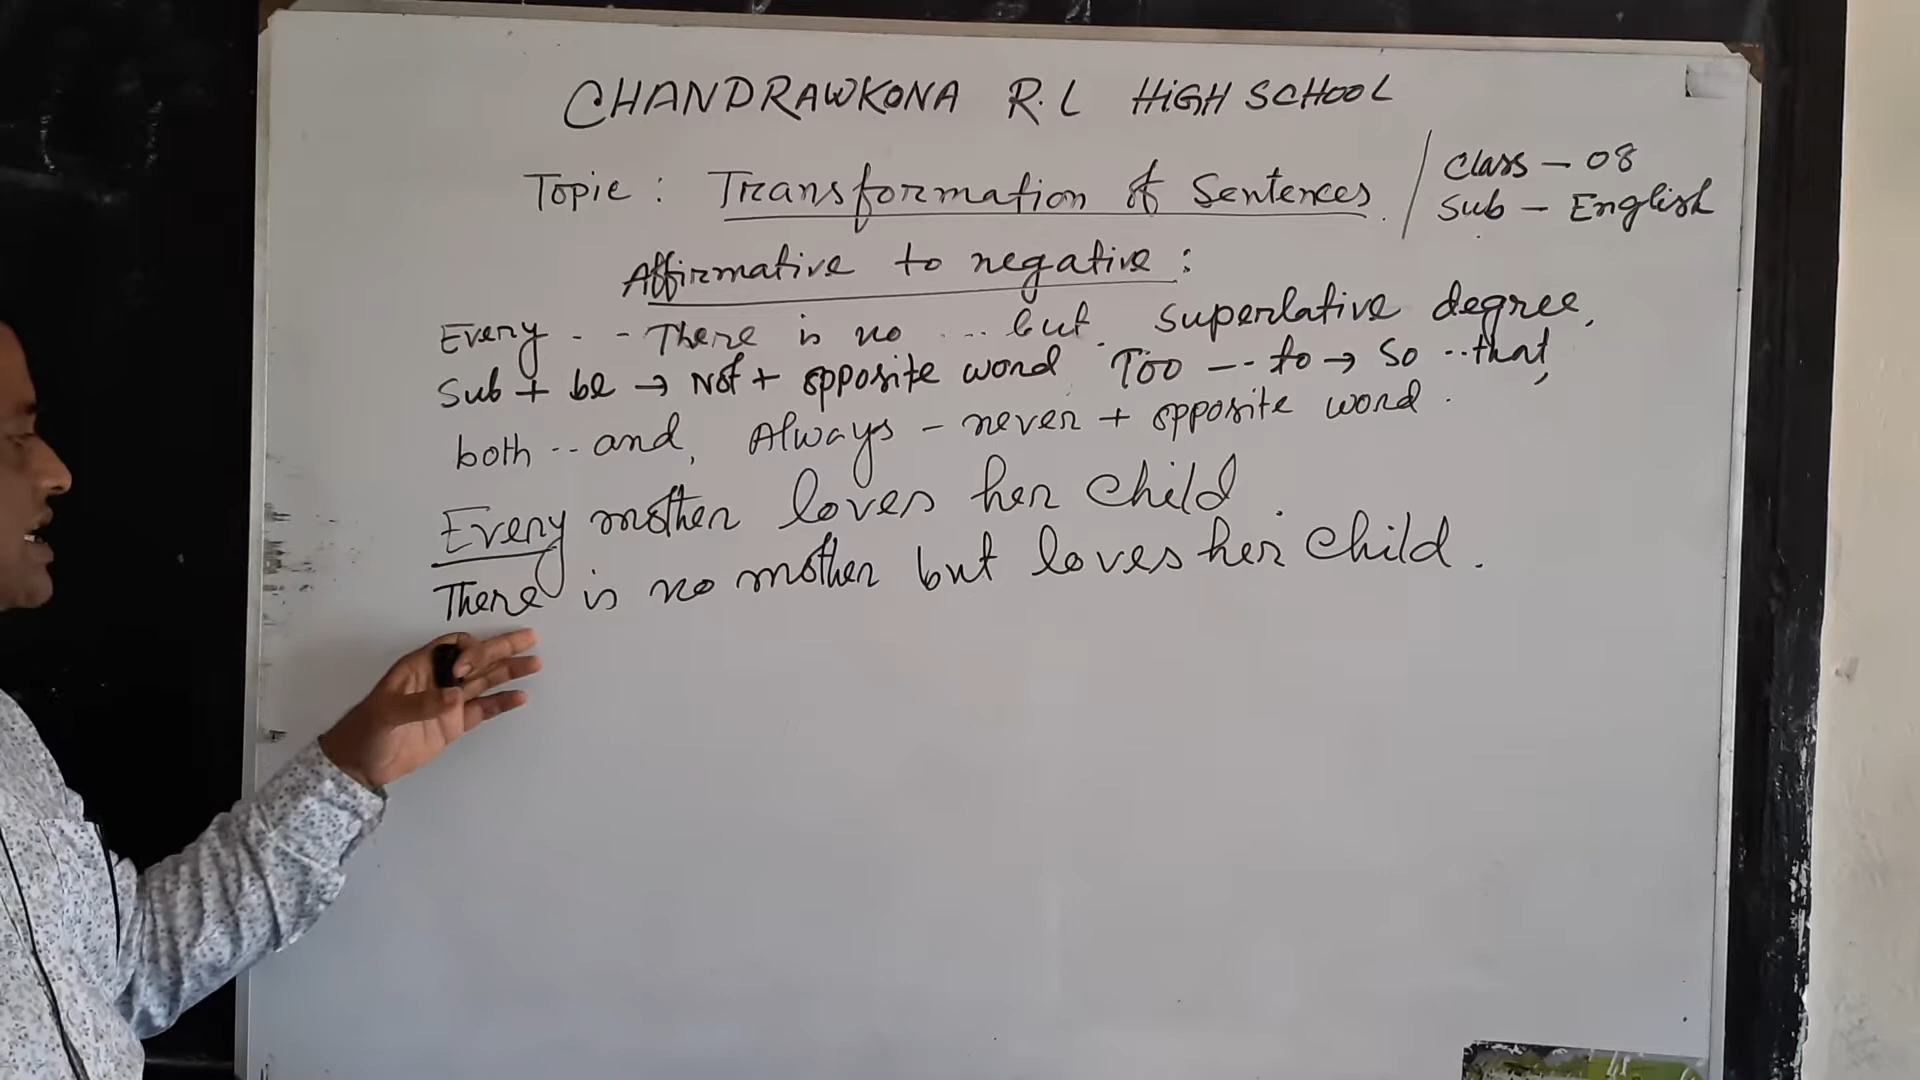 CHANDRAWKONA R.L HIGH SCHOOL
Topic : Transformation of Sentences.
Class - 08
Sub - English
Affirmative to negative :
Every - - There is no ... but. Superlative degree,
Sub + be → Not + opposite word, Too --- to → So ..that,
both .. and, Always - never + opposite word.
Every mother loves her child.
There is no mother but loves her child.